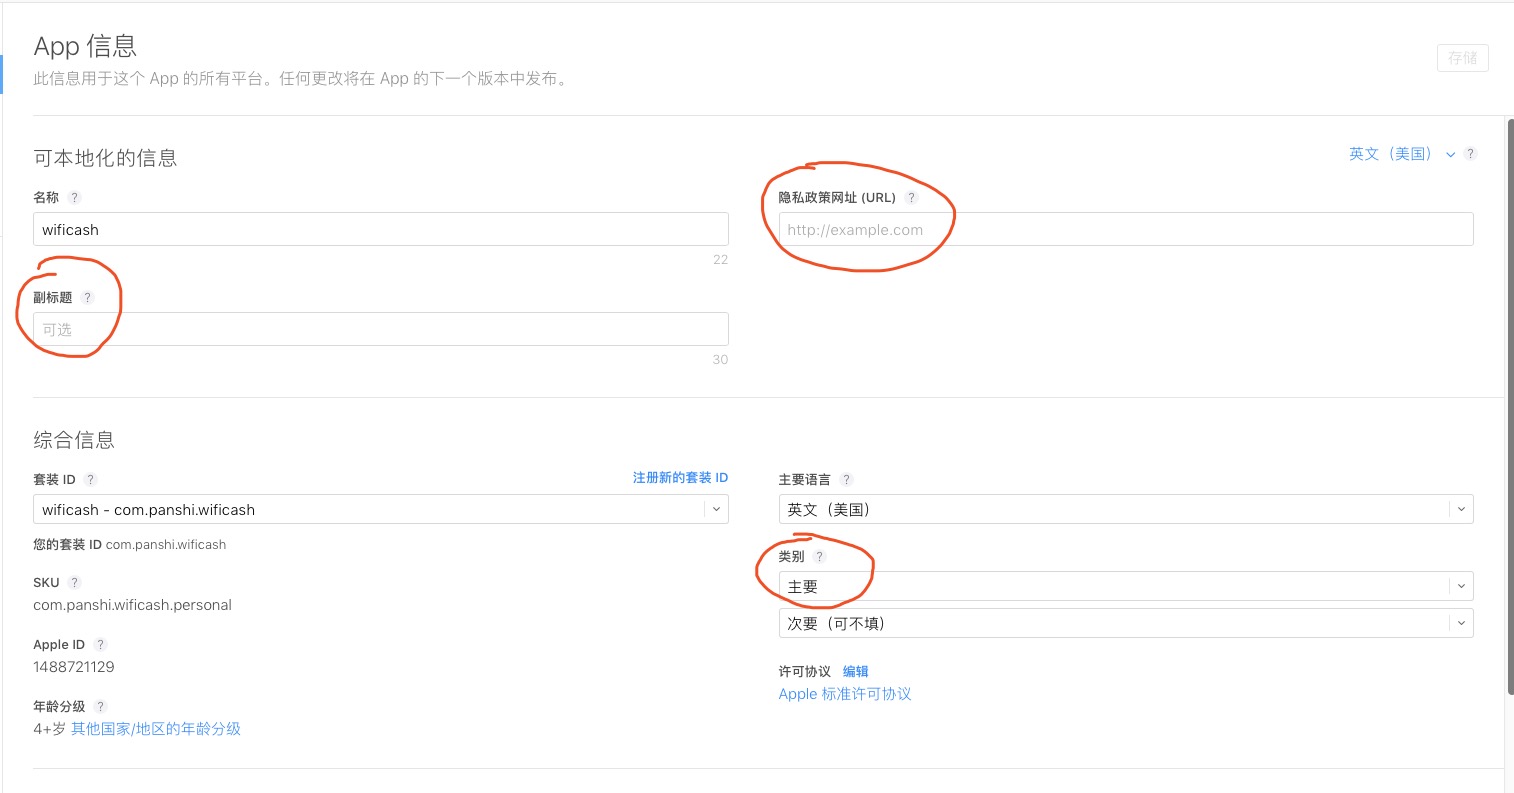 App 信息
此信息用于这个 App 的所有平台。任何更改将在 App 的下一个版本中发布。
存储
可本地化的信息
英文（美国） ?
名称 ?
wificash
22
隐私政策网址 (URL) ?
http://example.com
副标题 ?
可选
30
综合信息
套装 ID ?
注册新的套装 ID
wificash - com.panshi.wificash
您的套装 ID com.panshi.wificash
SKU ?
com.panshi.wificash.personal
Apple ID ?
1488721129
年龄分级 ?
4+岁 其他国家/地区的年龄分级
主要语言 ?
英文（美国）
类别 ?
主要
次要（可不填）
许可协议 编辑
Apple 标准许可协议